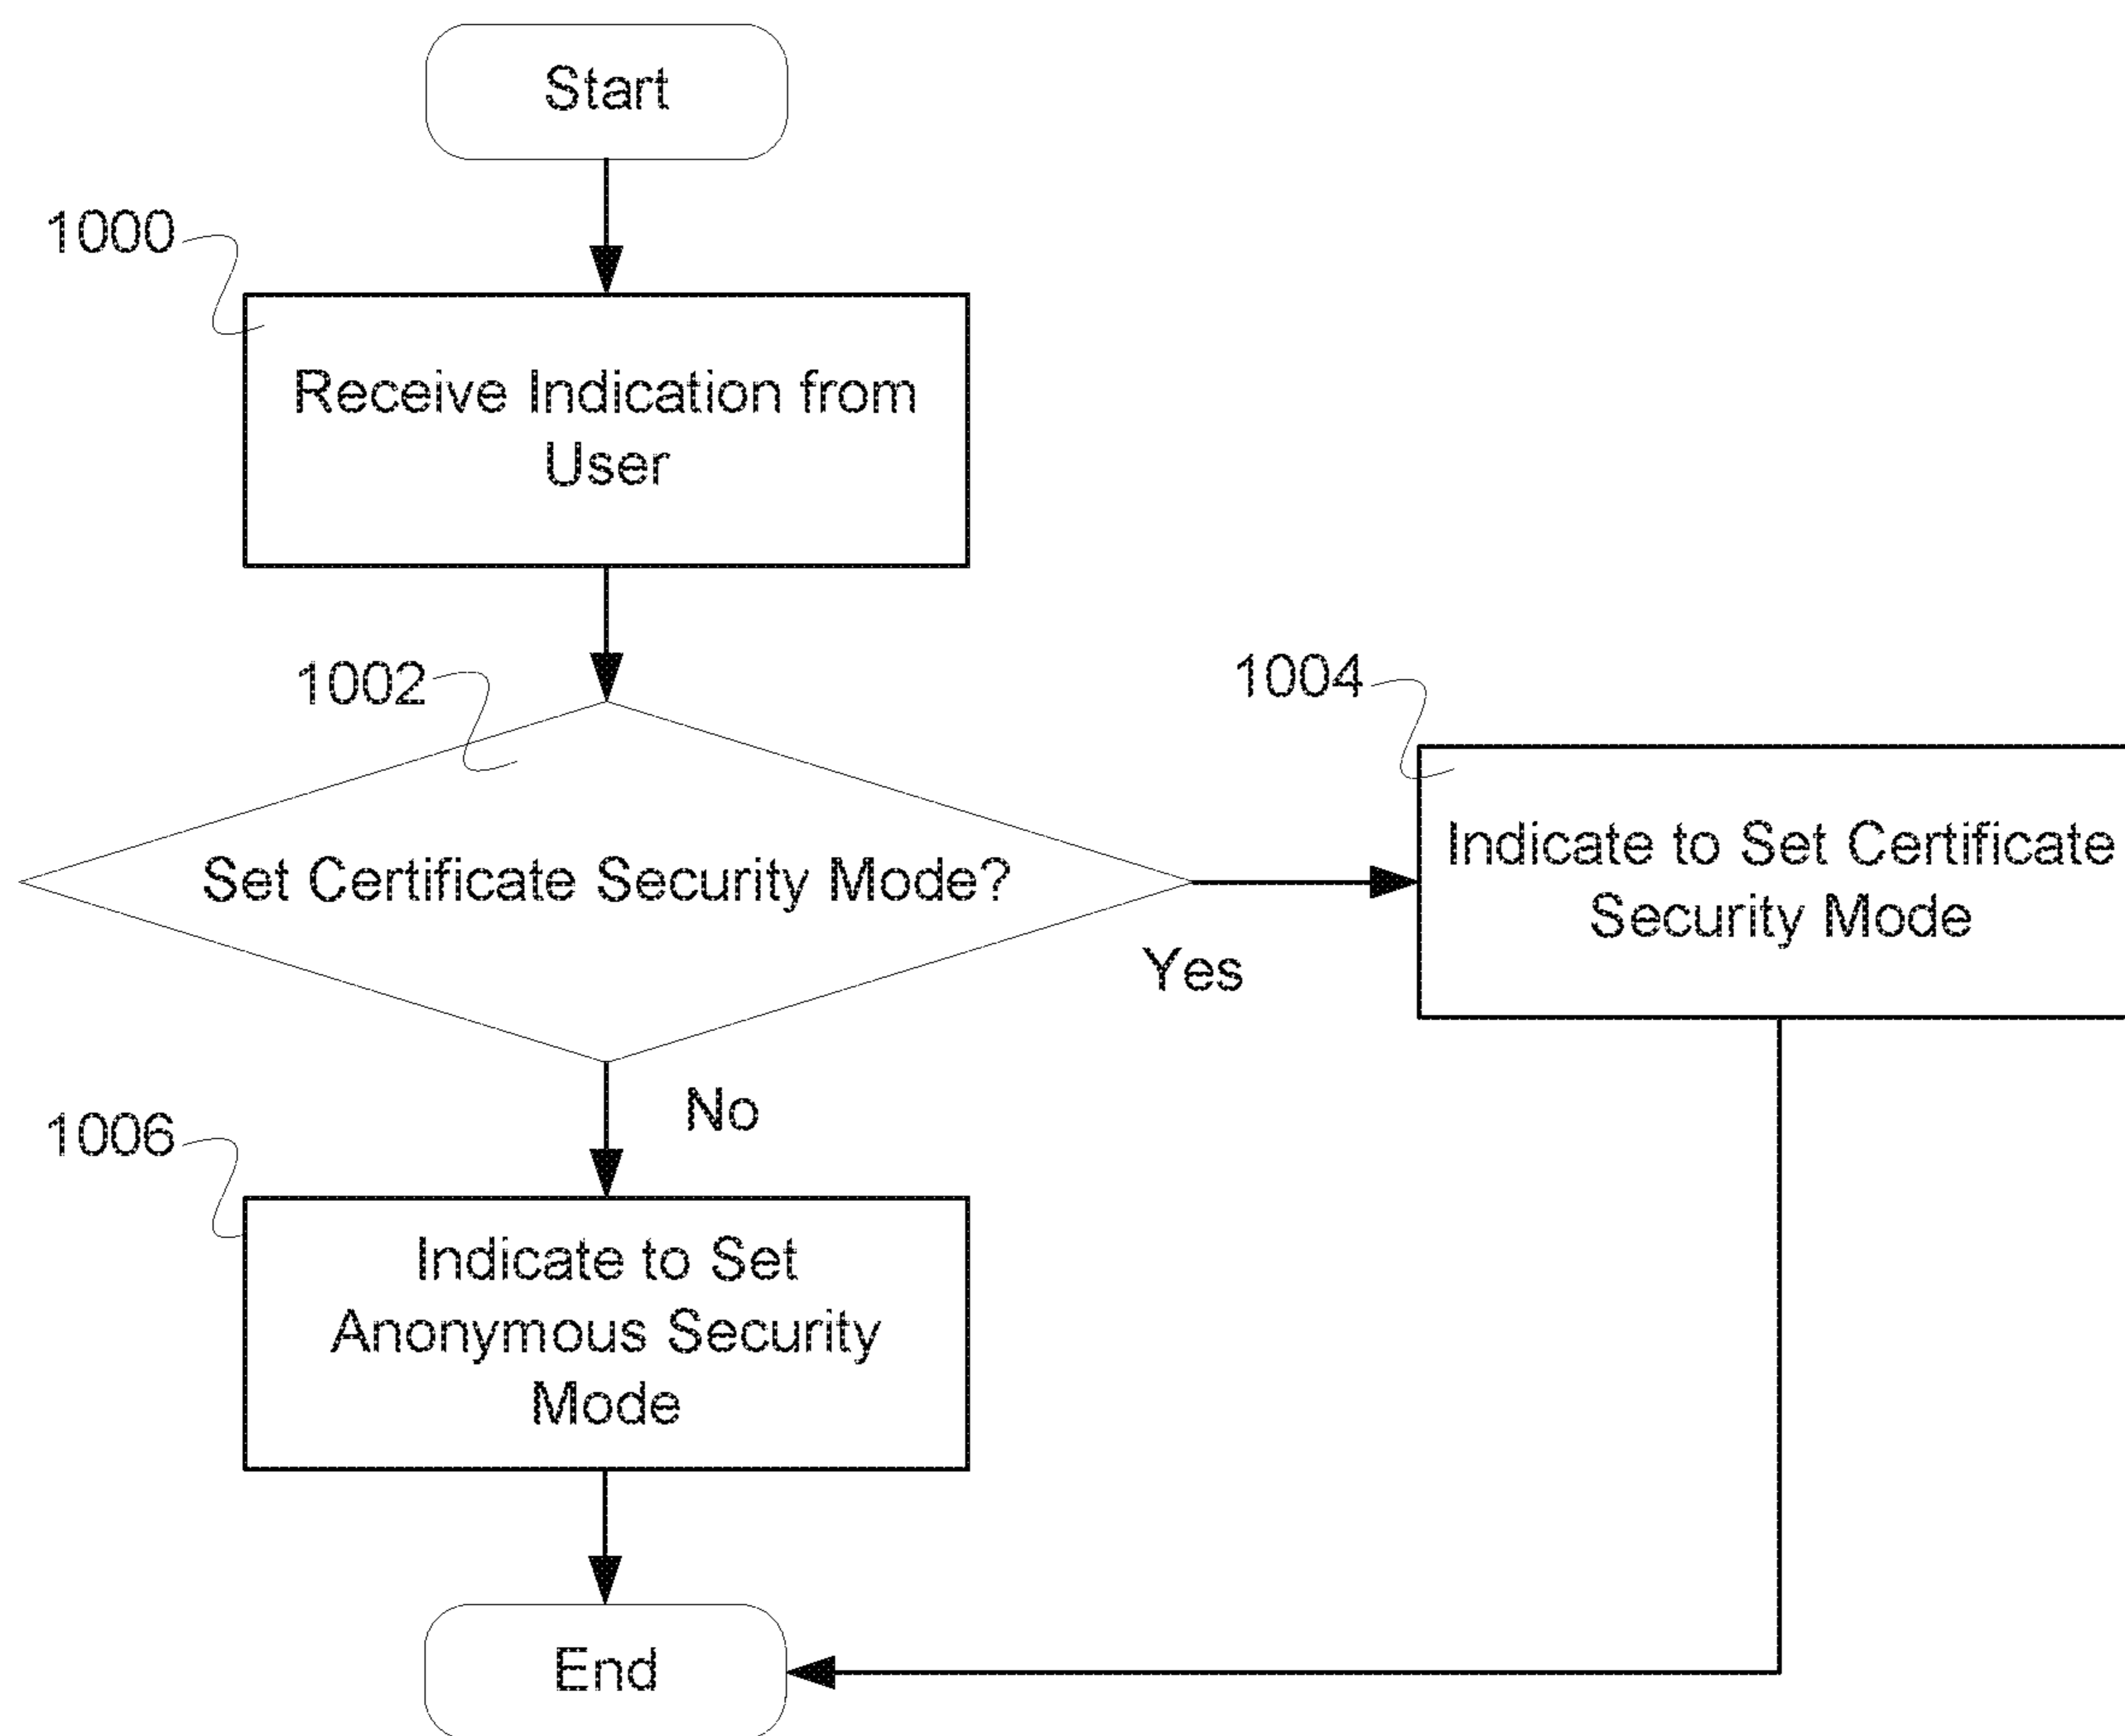 Start
1000
Receive Indication from
User
1002
Set Certificate Security Mode?
Yes
1004
Indicate to Set Certificate
Security Mode
No
1006
Indicate to Set
Anonymous Security
Mode
End